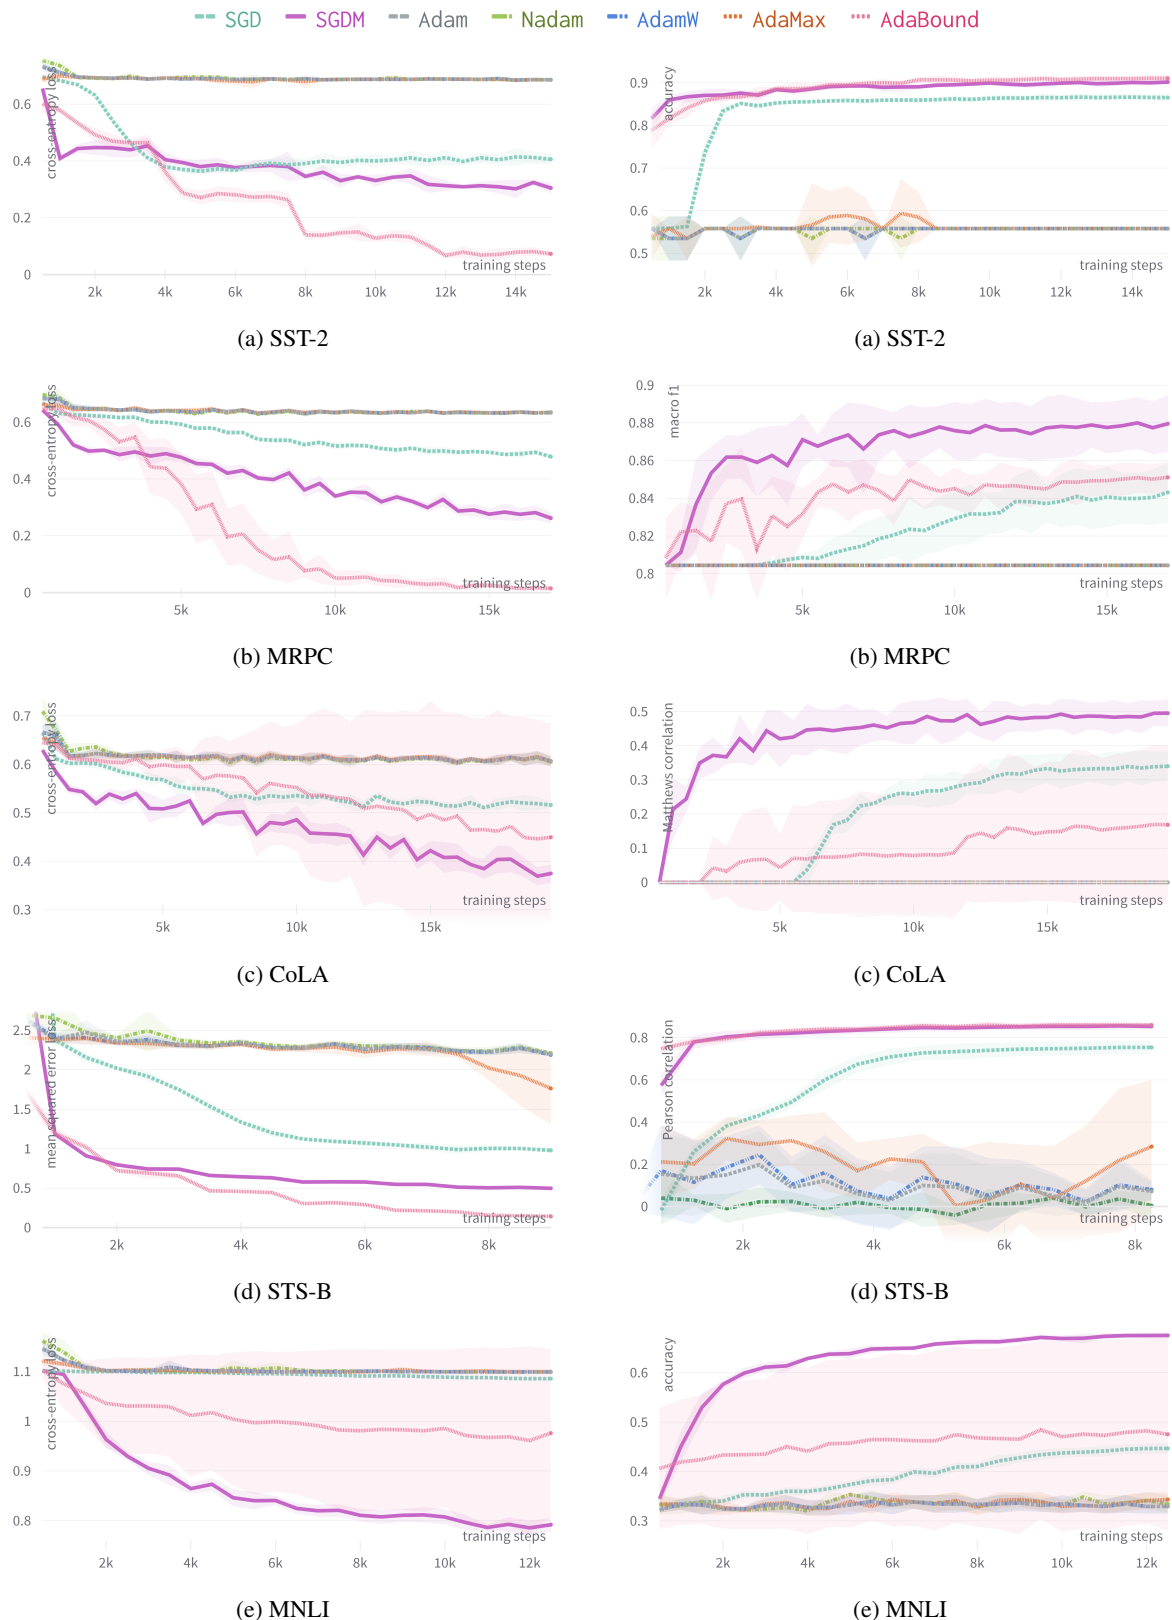 SGD SGDM Adam Nadam AdamW AdaMax AdaBound
cross-entropy loss
0.6
0.4
0.2
0
training steps
2k 4k 6k 8k 10k 12k 14k
(a) SST-2
accuracy
0.9
0.8
0.7
0.6
0.5
training steps
2k 4k 6k 8k 10k 12k 14k
(a) SST-2
cross-entropy loss
0.6
0.4
0.2
0
training steps
5k 10k 15k
(b) MRPC
macro f1
0.9
0.88
0.86
0.84
0.82
0.8
training steps
5k 10k 15k
(b) MRPC
cross-entropy loss
0.7
0.6
0.5
0.4
0.3
training steps
5k 10k 15k
(c) CoLA
Matthews correlation
0.5
0.4
0.3
0.2
0.1
0
training steps
5k 10k 15k
(c) CoLA
mean squared error loss
2.5
2
1.5
1
0.5
0
training steps
2k 4k 6k 8k
(d) STS-B
Pearson correlation
0.8
0.6
0.4
0.2
0
training steps
2k 4k 6k 8k
(d) STS-B
cross-entropy loss
1.1
1
0.9
0.8
training steps
2k 4k 6k 8k 10k 12k
(e) MNLI
accuracy
0.6
0.5
0.4
0.3
training steps
2k 4k 6k 8k 10k 12k
(e) MNLI